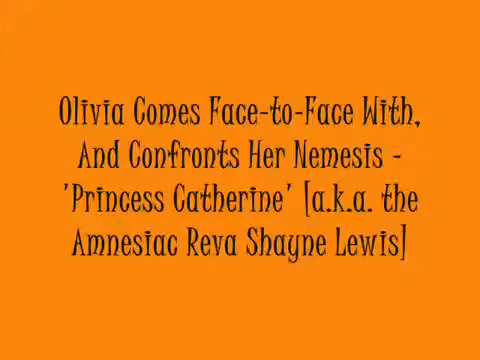 Olivia Comes Face-to-Face With,
And Confronts Her Nemesis -
'Princess Catherine' [a.k.a. the
Amnesiac Reva Shayne Lewis]